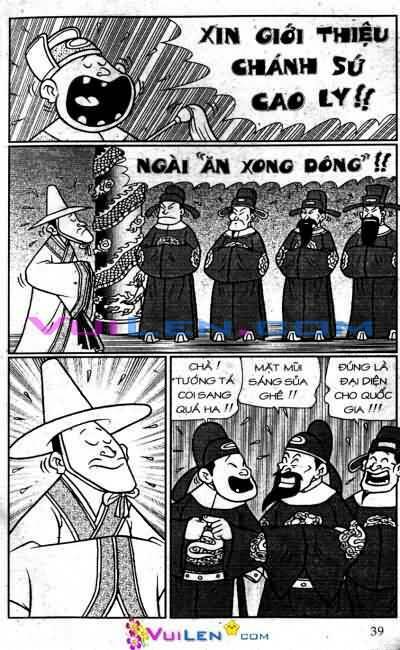 XIN GIỚI THIỆU
CHÁNH SỨ
CAO LY!!
NGÀI "ĂN XONG DÔNG"!!
VUILEN.COM
CHÀ!
TƯỚNG TÁ
COI SANG
QUÁ HA!!
MẶT MŨI
SÁNG SỦA
GHÊ!!
ĐÚNG LÀ
ĐẠI DIỆN
CHO QUỐC
GIA!!!
39
VUILEN.COM